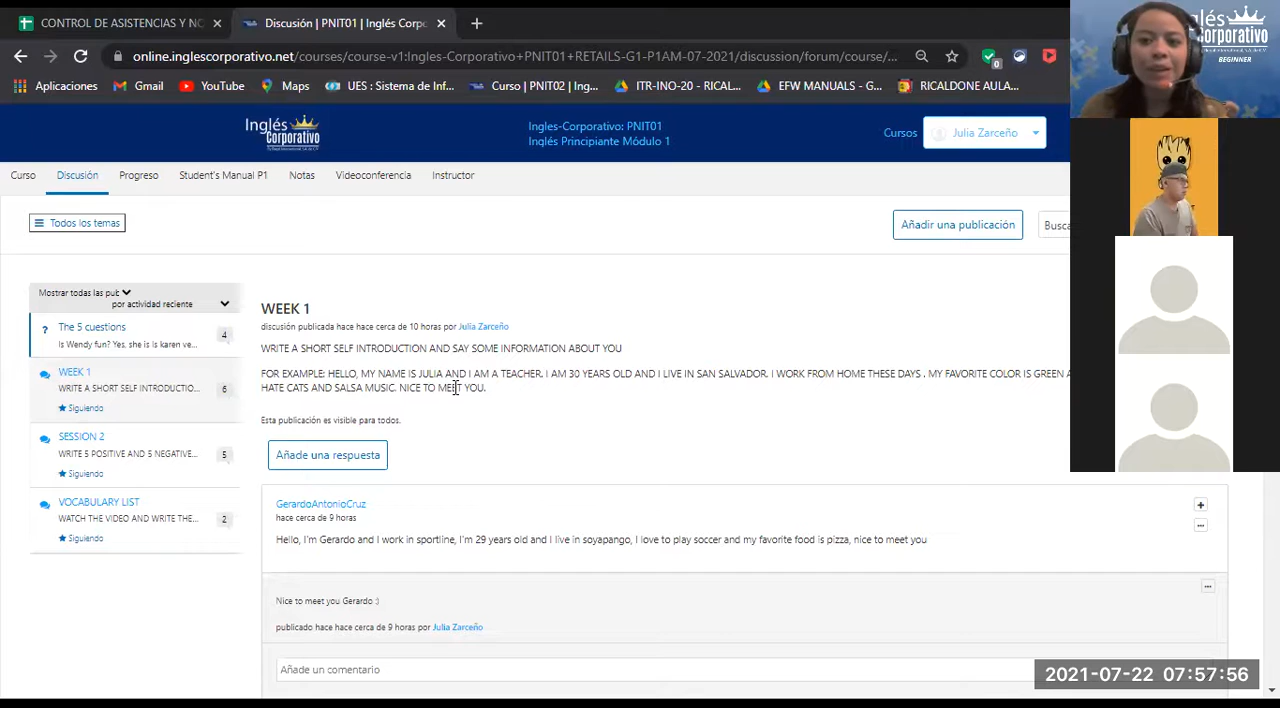 CONTROL DE ASISTENCIAS Y NO
Discusión | PNIT01 | Inglés Corpo
online.inglescorporativo.net/courses/course-v1:Ingles-Corporativo+PNIT01+RETAILS-G1-P1AM-07-2021/discussion/forum/course/...
0
Aplicaciones
Gmail
YouTube
Maps
UES : Sistema de Inf...
Curso | PNIT02 | Ing...
ITR-INO-20 - RICAL...
EFW MANUALS - G...
RICALDONE AULA...
Inglés
Corporativo
BEGINNER
Inglés
Corporativo
Ingles-Corporativo: PNIT01
Inglés Principiante Módulo 1
Cursos
Julia Zarceño
Curso
Discusión
Progreso
Student's Manual P1
Notas
Videoconferencia
Instructor
Todos los temas
Añadir una publicación
Busca
Mostrar todas las put
por actividad reciente
? The 5 cuestions
Is Wendy fun? Yes, she is Is karen ve...
4
WEEK 1
WRITE A SHORT SELF INTRODUCTIO...
6
Siguiendo
SESSION 2
WRITE 5 POSITIVE AND 5 NEGATIVE...
5
Siguiendo
VOCABULARY LIST
WATCH THE VIDEO AND WRITE THE...
2
Siguiendo
WEEK 1
discusión publicada hace hace cerca de 10 horas por Julia Zarceño
WRITE A SHORT SELF INTRODUCTION AND SAY SOME INFORMATION ABOUT YOU
FOR EXAMPLE: HELLO, MY NAME IS JULIA AND I AM A TEACHER. I AM 30 YEARS OLD AND I LIVE IN SAN SALVADOR. I WORK FROM HOME THESE DAYS . MY FAVORITE COLOR IS GREEN A
HATE CATS AND SALSA MUSIC. NICE TO MEET YOU.
Esta publicación es visible para todos.
Añade una respuesta
GerardoAntonioCruz
hace cerca de 9 horas
Hello, I'm Gerardo and I work in sportline, I'm 29 years old and I live in soyapango, I love to play soccer and my favorite food is pizza, nice to meet you
Nice to meet you Gerardo :)
publicado hace hace cerca de 9 horas por Julia Zarceño
Añade un comentario
2021-07-22 07:57:56